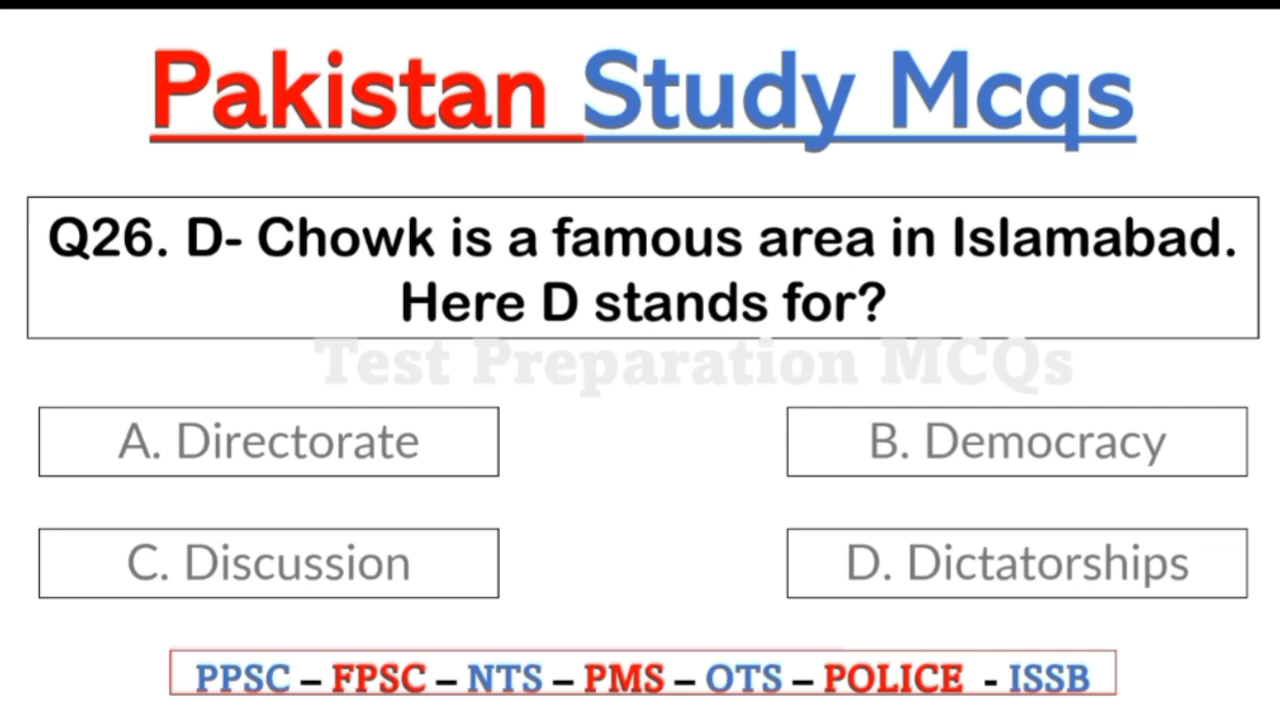 Pakistan Study Mcqs
Q26. D- Chowk is a famous area in Islamabad.
Here D stands for?
Test Preparation MCQs
A. Directorate
B. Democracy
C. Discussion
D. Dictatorships
PPSC – FPSC – NTS – PMS – OTS – POLICE - ISSB